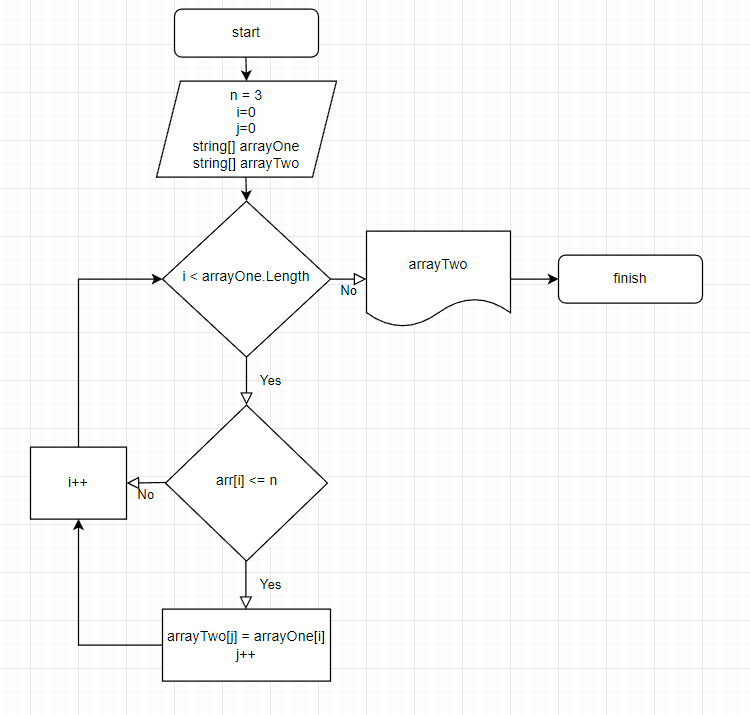 start
n = 3
i=0
j=0
string[] arrayOne
string[] arrayTwo
i < arrayOne.Length
No
arrayTwo
finish
Yes
arr[i] <= n
No
i++
Yes
arrayTwo[j] = arrayOne[i]
j++